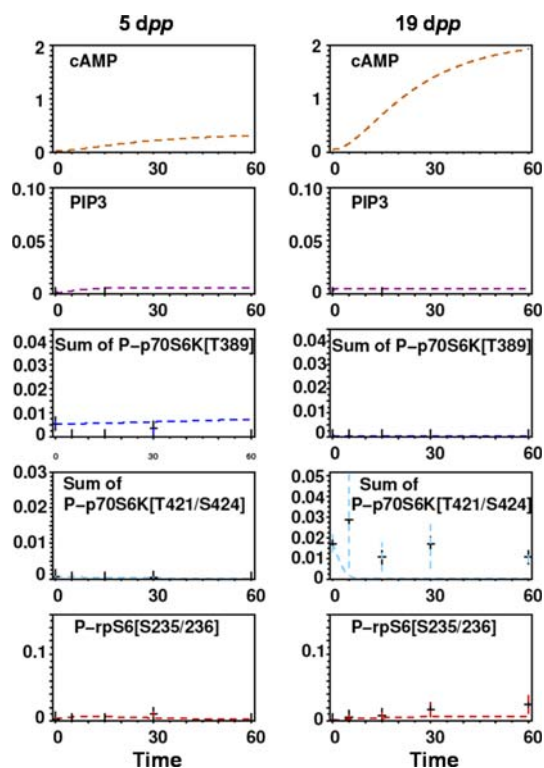 5 dpp 19 dpp
cAMP cAMP
2 2
1 1
0 0
0 30 60 0 30 60
PIP3 PIP3
0.10 0.10
0.05 0.05
0 0
0 30 60 0 30 60
Sum of P–p70S6K[T389] Sum of P–p70S6K[T389]
0.04 0.04
0.03 0.03
0.02 0.02
0.01 0.01
0 0
0 30 60 0 30 60
Sum of Sum of
P–p70S6K[T421/S424] P–p70S6K[T421/S424]
0.03 0.05
0.02 0.04
0.01 0.03
0 0.02
0.01
0
0 30 60 0 30 60
P–rpS6[S235/236] P–rpS6[S235/236]
0.1 0.1
0 0
0 30 60 0 30 60
Time Time